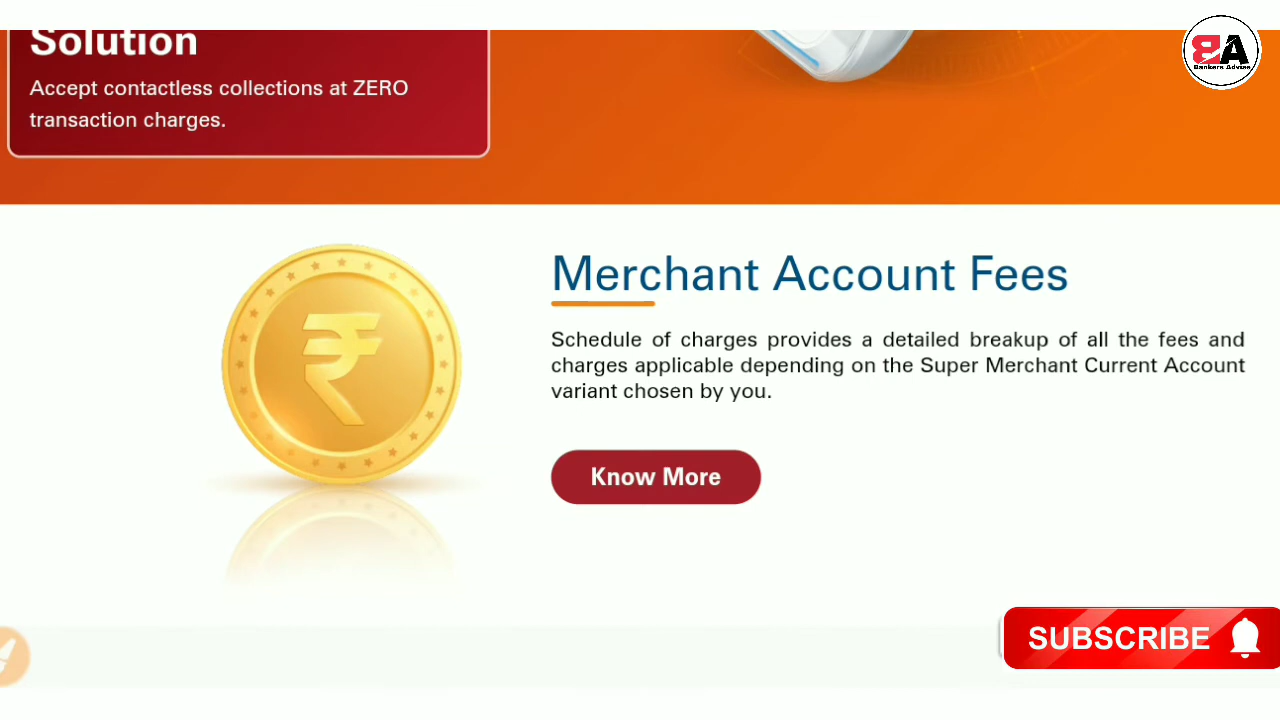 Solution
Accept contactless collections at ZERO
transaction charges.
BA
Bankers Advise
Merchant Account Fees
Schedule of charges provides a detailed breakup of all the fees and
charges applicable depending on the Super Merchant Current Account
variant chosen by you.
Know More
SUBSCRIBE